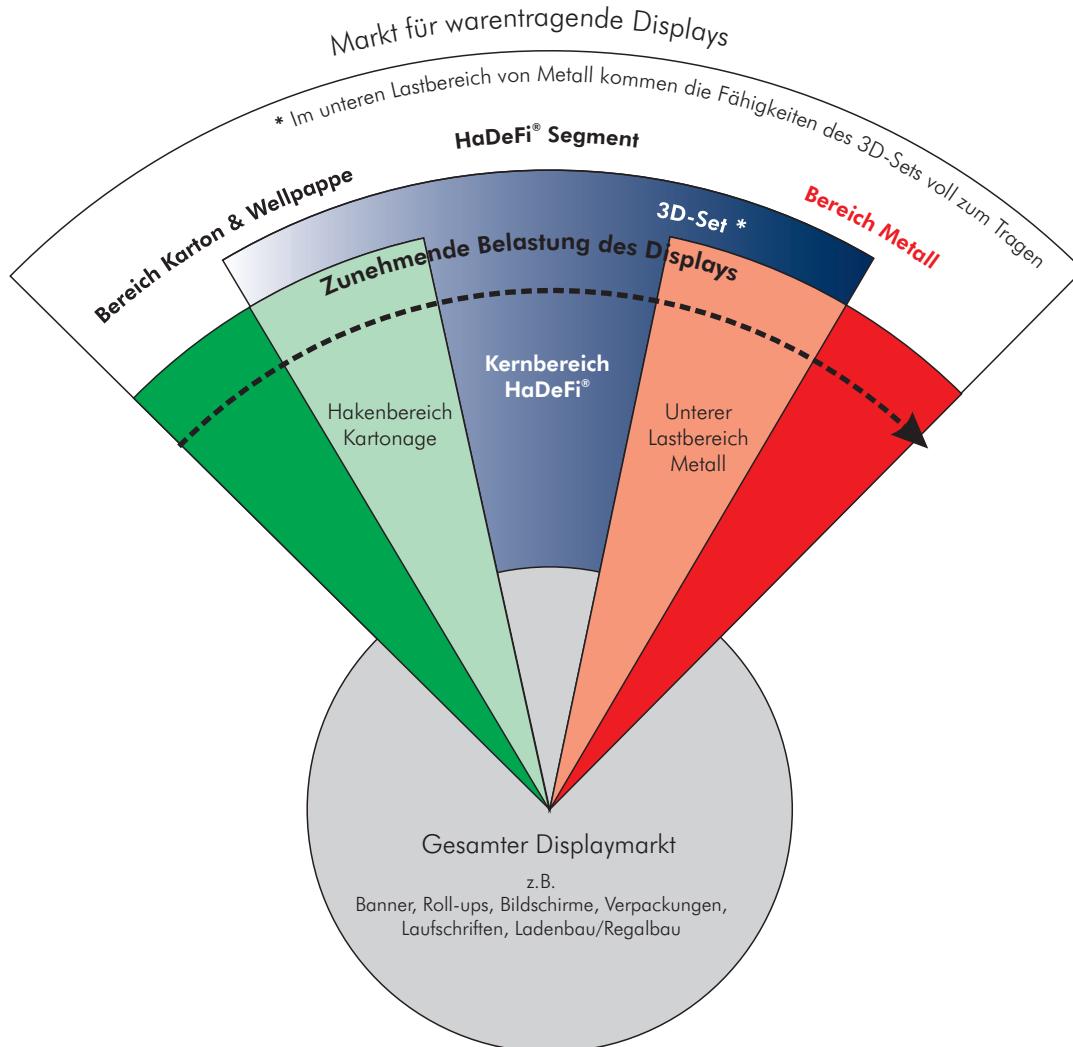 Markt für warentragende Displays
* Im unteren Lastbereich von Metall kommen die Fähigkeiten des 3D-Sets voll zum Tragen
HaDeFi® Segment
Bereich Karton & Wellpappe
3D-Set *
Bereich Metall
Zunehmende Belastung des Displays
Kernbereich
HaDeFi®
Hakenbereich
Kartonage
Unterer
Lastbereich
Metall
Gesamter Displaymarkt
z.B.
Banner, Roll-ups, Bildschirme, Verpackungen,
Laufschriften, Ladenbau/Regalbau